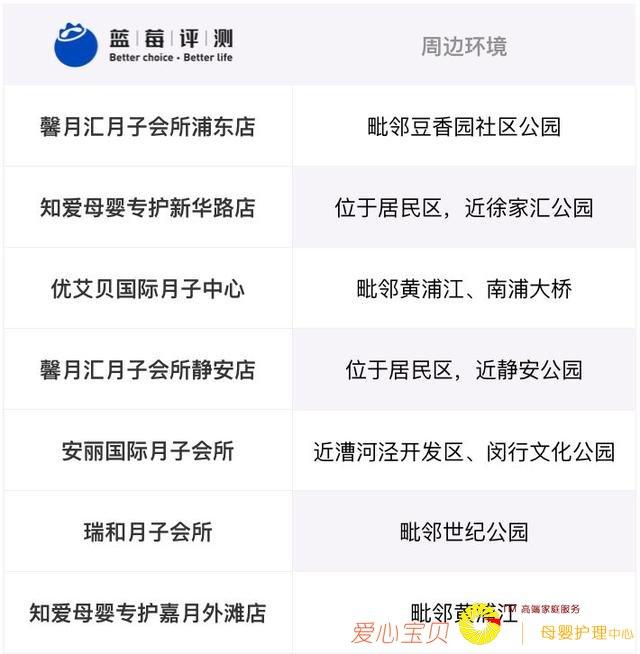 蓝莓评测
Better choice · Better life
周边环境
馨月汇月子会所浦东店
毗邻豆香园社区公园
知爱母婴专护新华路店
位于居民区，近徐家汇公园
优艾贝国际月子中心
毗邻黄浦江、南浦大桥
馨月汇月子会所静安店
位于居民区，近静安公园
安丽国际月子会所
近漕河泾开发区、闵行文化公园
瑞和月子会所
毗邻世纪公园
知爱母婴专护嘉月外滩店
毗邻黄浦江
TM 高端家庭服务
爱心宝贝
母婴护理中心